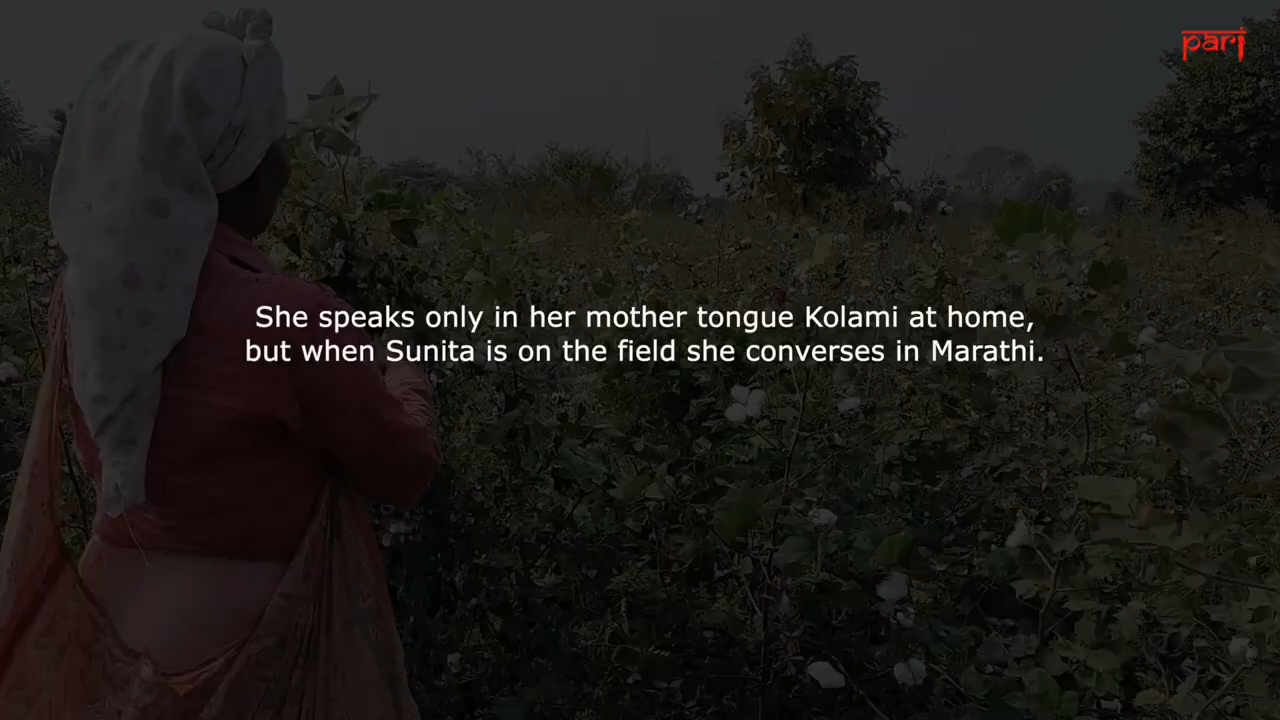 pari
She speaks only in her mother tongue Kolami at home,
but when Sunita is on the field she converses in Marathi.